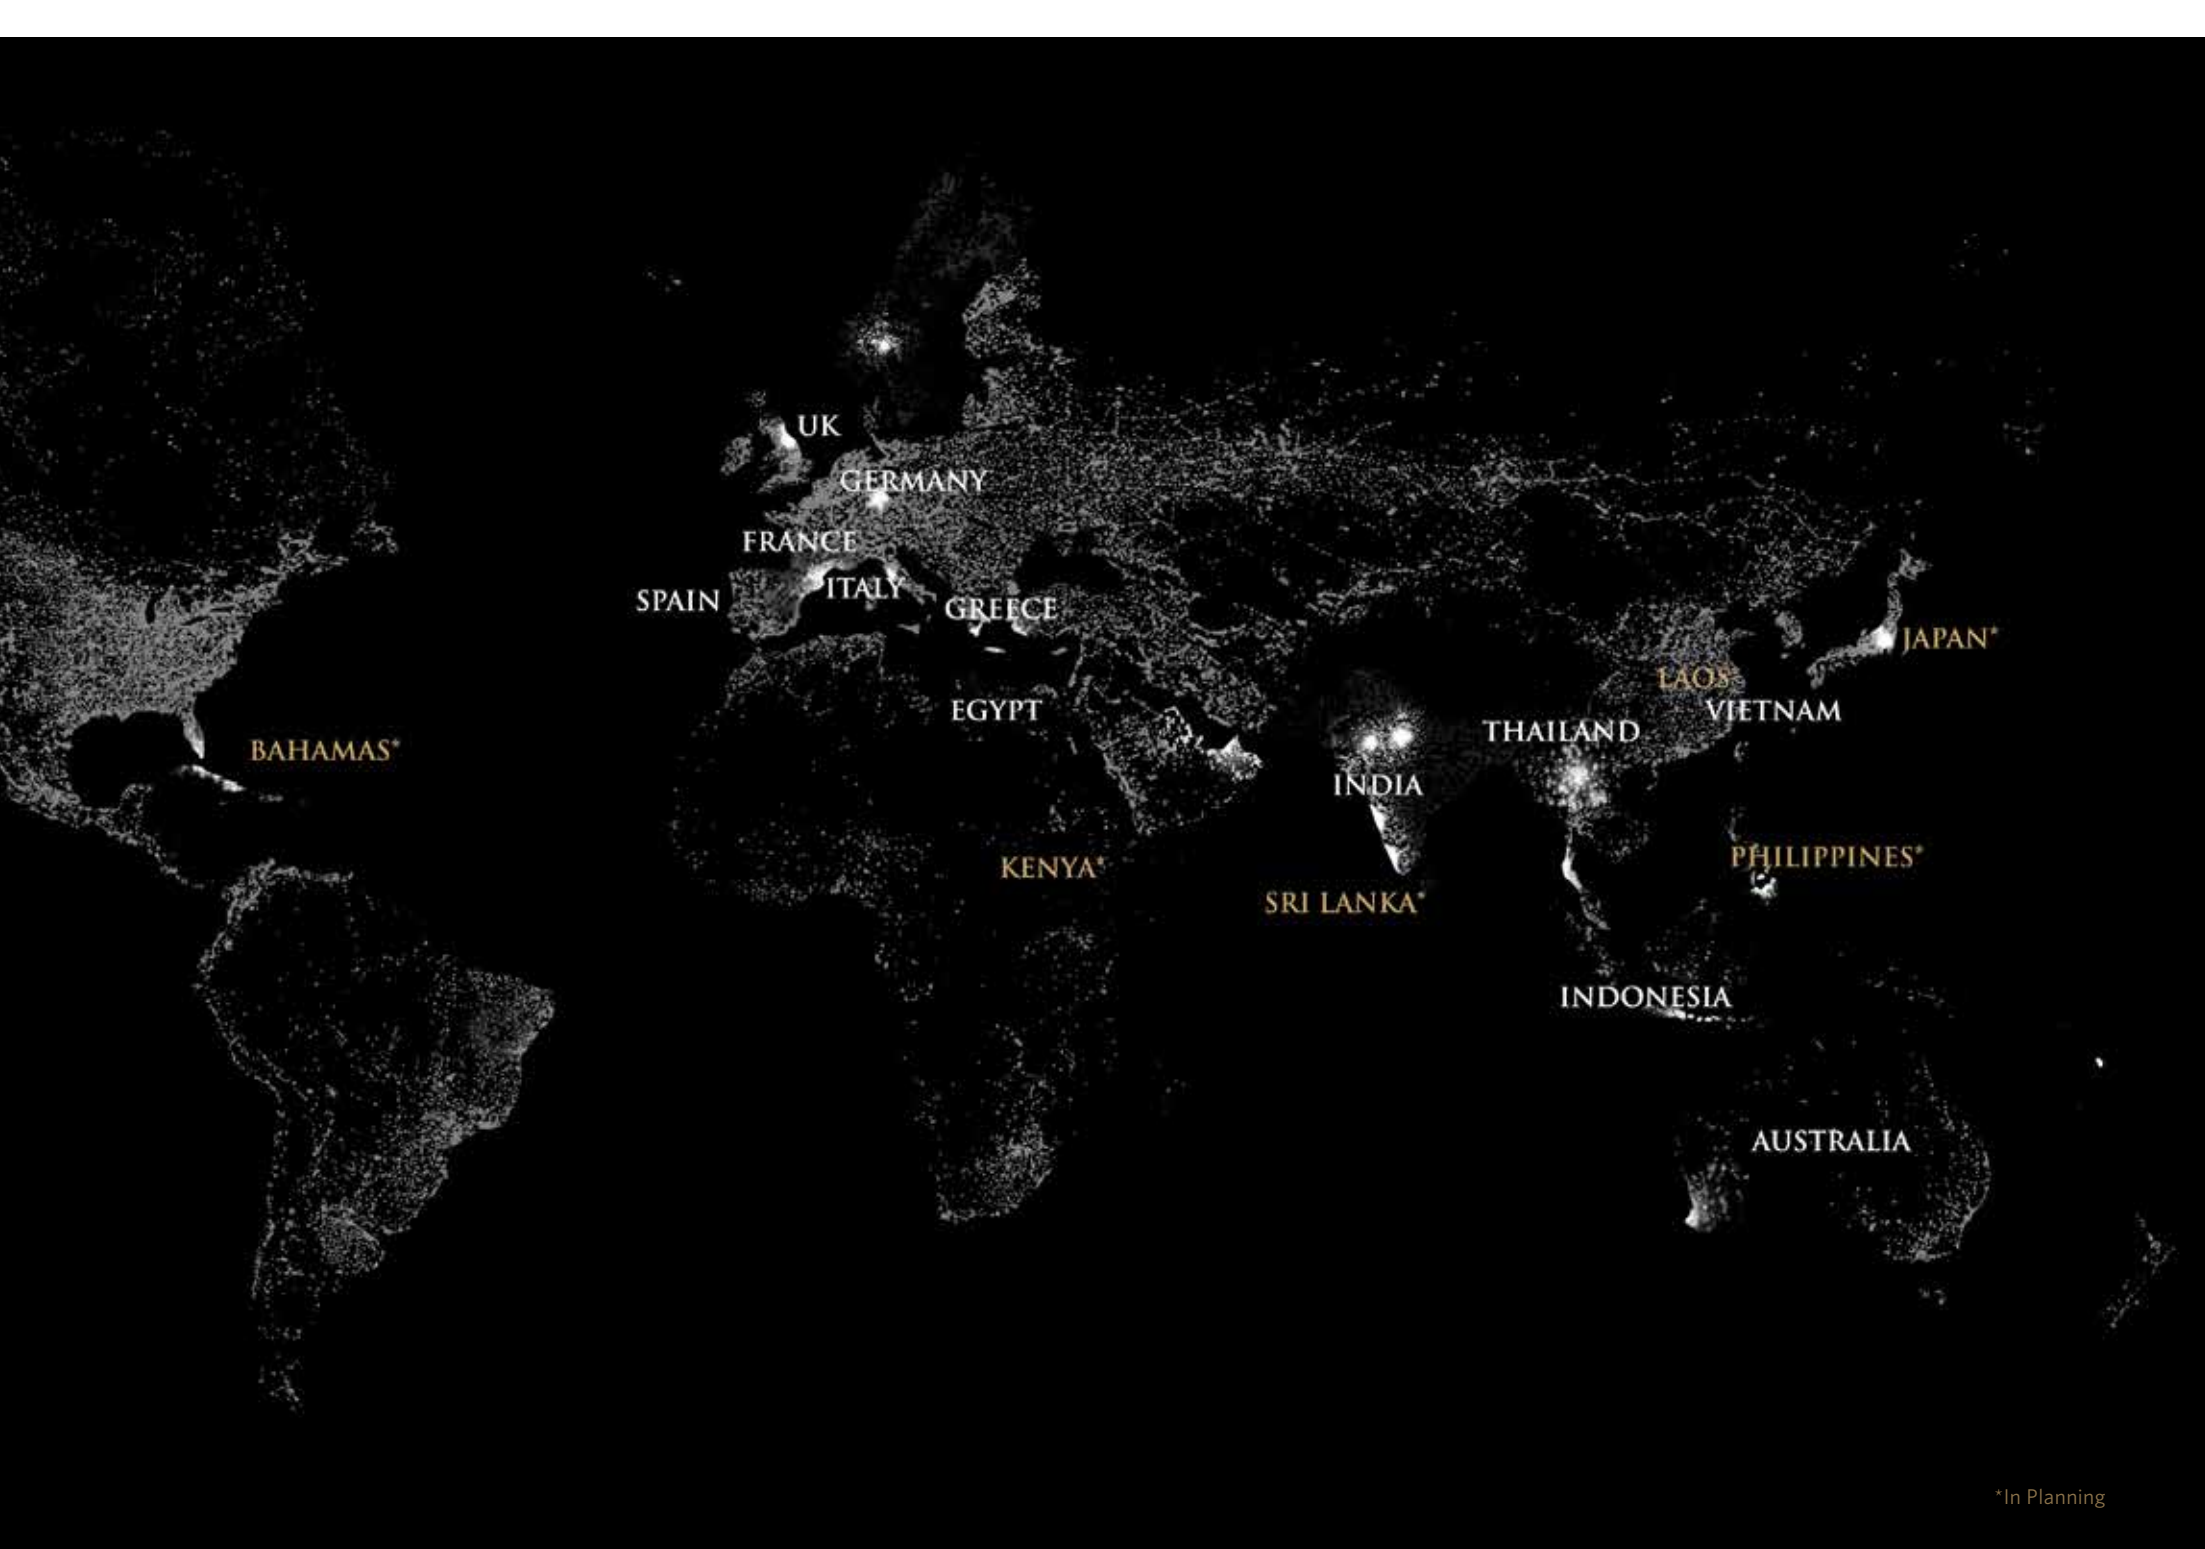 UK
GERMANY
FRANCE
ITALY
SPAIN
GREECE
JAPAN*
LAOS*
EGYPT
VIETNAM
THAILAND
BAHAMAS*
INDIA
PHILIPPINES*
KENYA*
SRI LANKA*
INDONESIA
AUSTRALIA
*In Planning